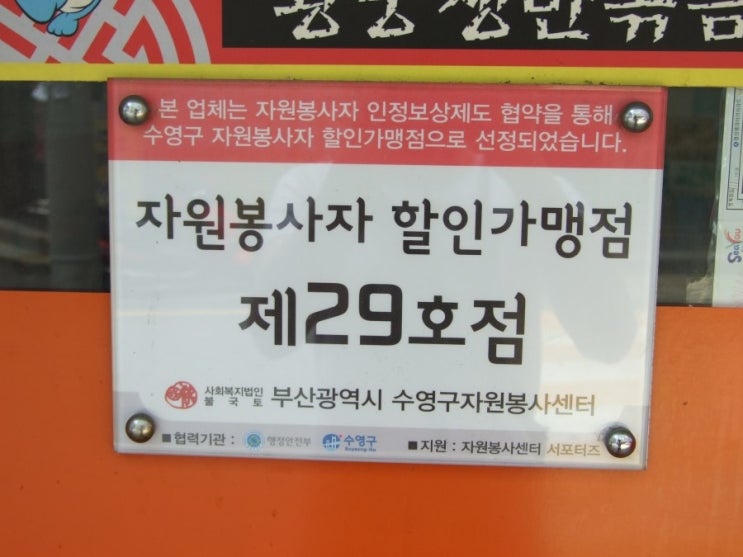 본 업체는 자원봉사자 인정보상제도 협약을 통해
수영구 자원봉사자 할인가맹점으로 선정되었습니다.
자원봉사자 할인가맹점
제29호점
사회복지법인
불국토
부산광역시 수영구자원봉사센터
■ 협력기관 : 행정안전부 수영구 Suyeong-Gu
■ 지원 : 자원봉사센터 서포터즈